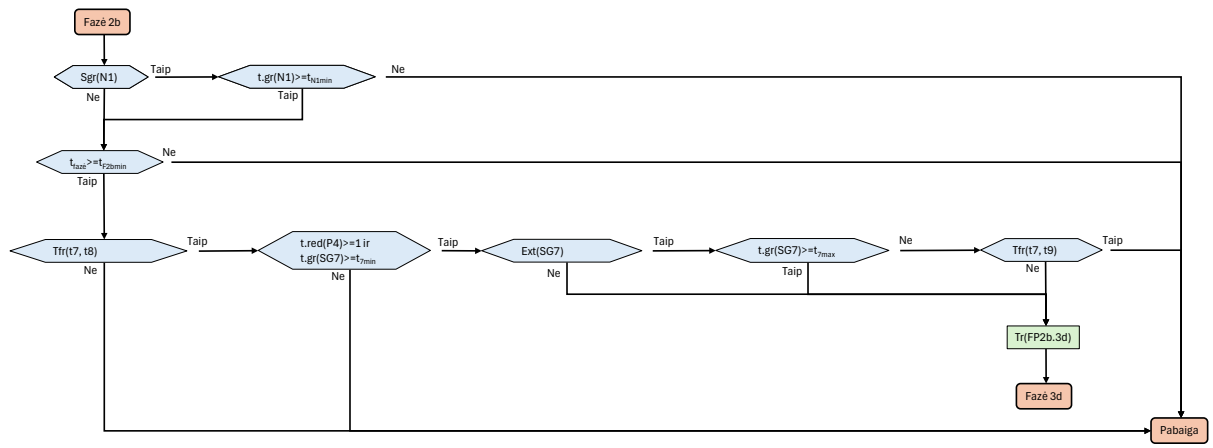 Fazė 2b
Sgr(N1)
Taip
t.gr(N1)>=tN1min
Ne
Ne
Taip
tfazė>=tF2bmin
Ne
Taip
Tfr(t7, t8)
Taip
t.red(P4)>=1 ir
t.gr(SG7)>=t7min
Taip
Ext(SG7)
Taip
t.gr(SG7)>=t7max
Ne
Tfr(t7, t9)
Taip
Ne
Ne
Ne
Taip
Ne
Tr(FP2b.3d)
Fazė 3d
Pabaiga